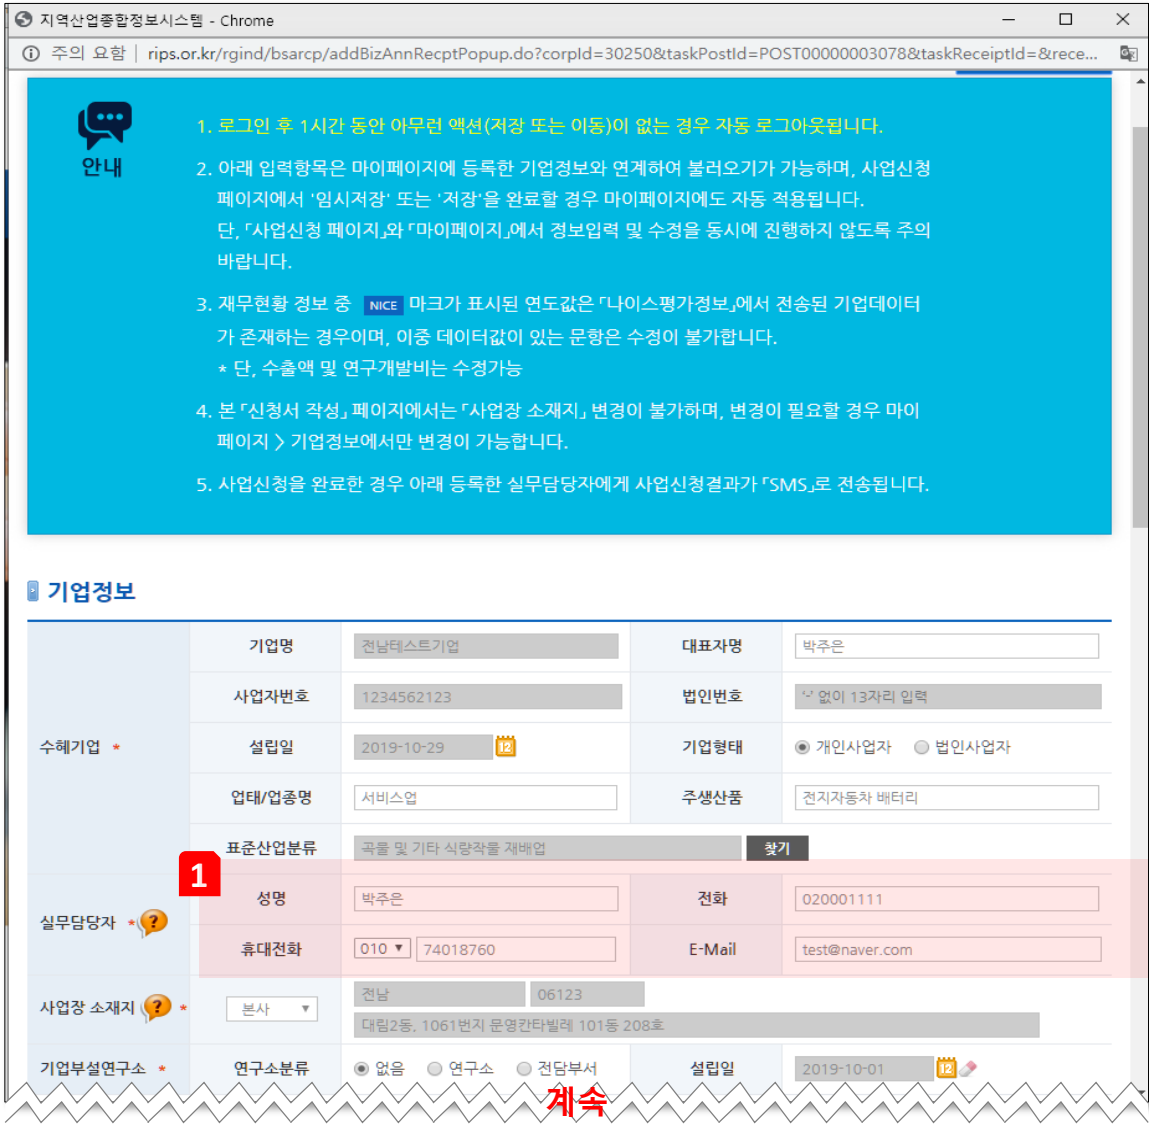 지역산업종합정보시스템 - Chrome
주의 요함 | rips.or.kr/rgind/bsarcp/addBizAnnRecptPopup.do?corpId=30250&taskPostId=POST00000003078&taskReceiptId=&rece...
안내
1. 로그인 후 1시간 동안 아무런 액션(저장 또는 이동)이 없는 경우 자동 로그아웃됩니다.
2. 아래 입력항목은 마이페이지에 등록한 기업정보와 연계하여 불러오기가 가능하며, 사업신청
페이지에서 '임시저장' 또는 '저장'을 완료할 경우 마이페이지에도 자동 적용됩니다.
단, 「사업신청 페이지」와 「마이페이지」에서 정보입력 및 수정을 동시에 진행하지 않도록 주의
바랍니다.
3. 재무현황 정보 중 NICE 마크가 표시된 연도값은 「나이스평가정보」에서 전송된 기업데이터
가 존재하는 경우이며, 이중 데이터값이 있는 문항은 수정이 불가합니다.
* 단, 수출액 및 연구개발비는 수정가능
4. 본 「신청서 작성」 페이지에서는 「사업장 소재지」 변경이 불가하며, 변경이 필요할 경우 마이
페이지 > 기업정보에서만 변경이 가능합니다.
5. 사업신청을 완료한 경우 아래 등록한 실무담당자에게 사업신청결과가 「SMS」로 전송됩니다.
기업정보
수혜기업 *
기업명 전남테스트기업 대표자명 박주은
사업자번호 1234562123 법인번호 '-' 없이 13자리 입력
설립일 2019-10-29 12 기업형태 개인사업자 법인사업자
업태/업종명 서비스업 주생산품 전지자동차 배터리
표준산업분류 곡물 및 기타 식량작물 재배업 찾기
1
실무담당자 * ?
성명 박주은 전화 020001111
휴대전화 010 ▼ 74018760 E-Mail test@naver.com
사업장 소재지 ? * 본사 ▼ 전남 06123
대림2동, 1061번지 문영칸타빌레 101동 208호
기업부설연구소 * 연구소분류 없음 연구소 전담부서 설립일 2019-10-01 12
계속